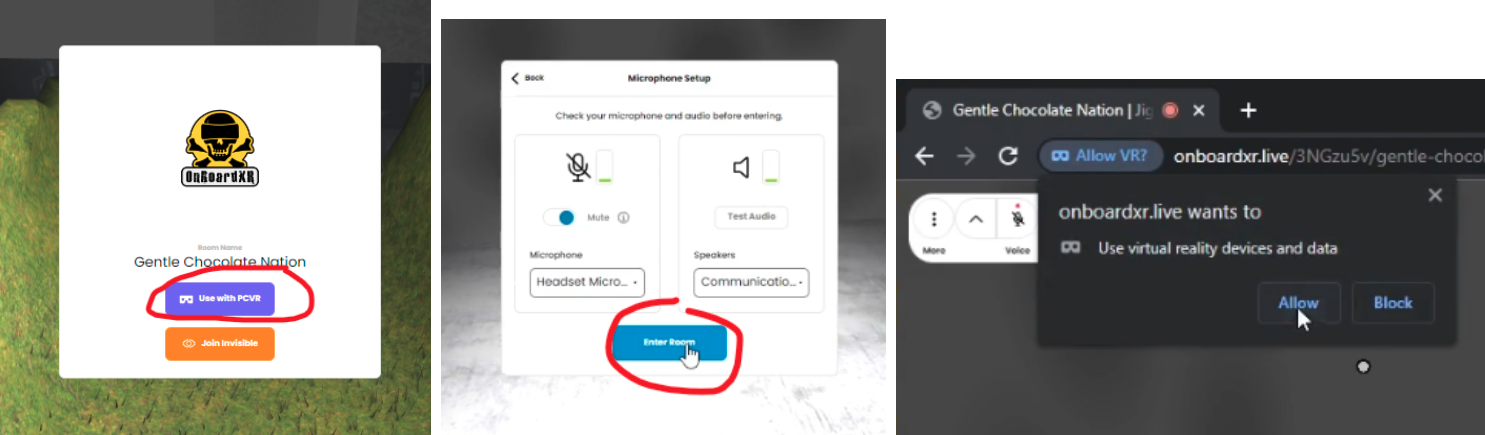 OnBoardXR
Room Name
Gentle Chocolate Nation
Use with PCVR
Join Invisible
Back
Microphone Setup
Check your microphone and audio before entering.
Mute
Test Audio
Microphone
Speakers
Headset Micro...
Communicatio...
Enter Room
Gentle Chocolate Nation | Jig
Allow VR?
onboardxr.live/3NGzu5v/gentle-chocol
onboardxr.live wants to
Use virtual reality devices and data
More
Voice
Allow
Block